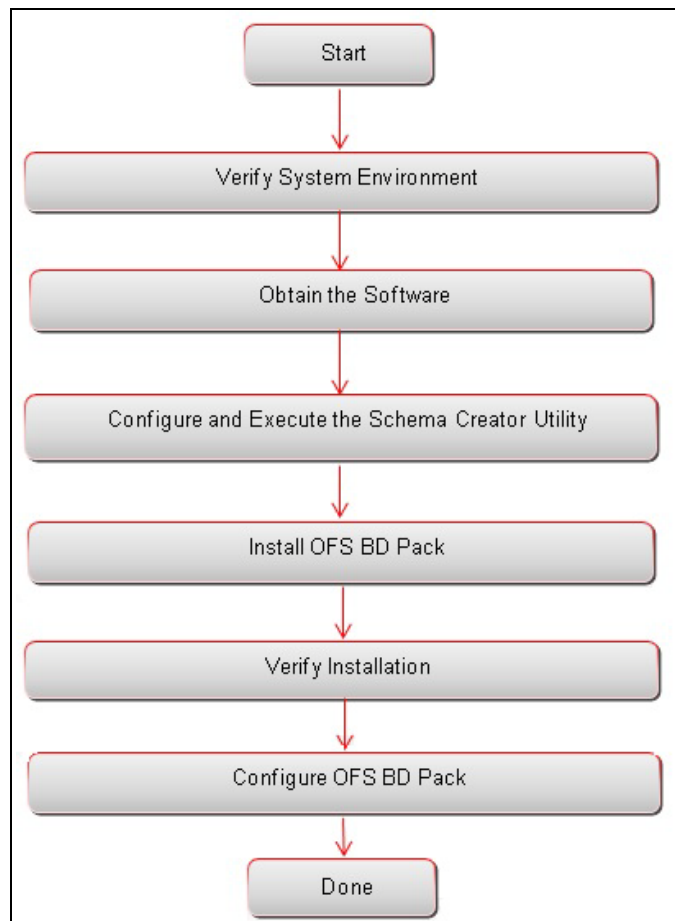 Start
Verify System Environment
Obtain the Software
Configure and Execute the Schema Creator Utility
Install OFS BD Pack
Verify Installation
Configure OFS BD Pack
Done